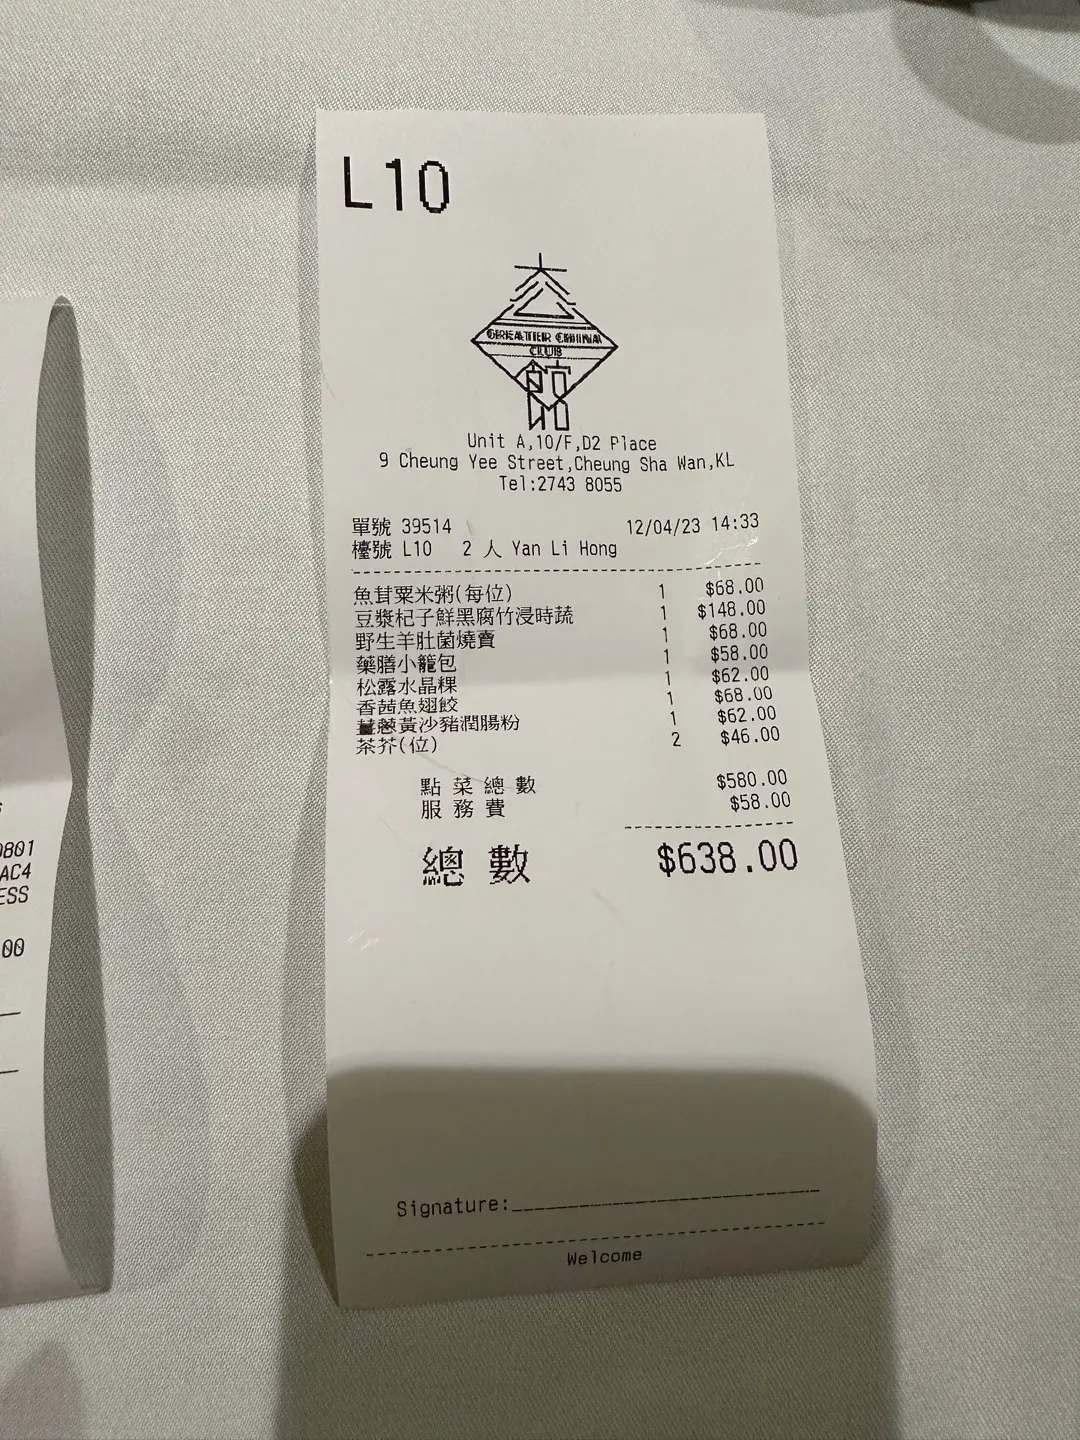 L10
大
GREATER CHINA
CLUB
館
Unit A,10/F,D2 Place
9 Cheung Yee Street,Cheung Sha Wan,KL
Tel:2743 8055
單號 39514 12/04/23 14:33
檯號 L10 2 人 Yan Li Hong
魚茸粟米粥(每位) 1 $68.00
豆漿杞子鮮黑腐竹浸時蔬 1 $148.00
野生羊肚菌燒賣 1 $68.00
藥膳小籠包 1 $58.00
松露水晶粿 1 $62.00
香茜魚翅餃 1 $68.00
薑蔥黃沙豬潤腸粉 1 $62.00
茶芥(位) 2 $46.00
點菜總數 $580.00
服務費 $58.00
總數 $638.00
Signature:
Welcome
0801
AC4
ESS
00